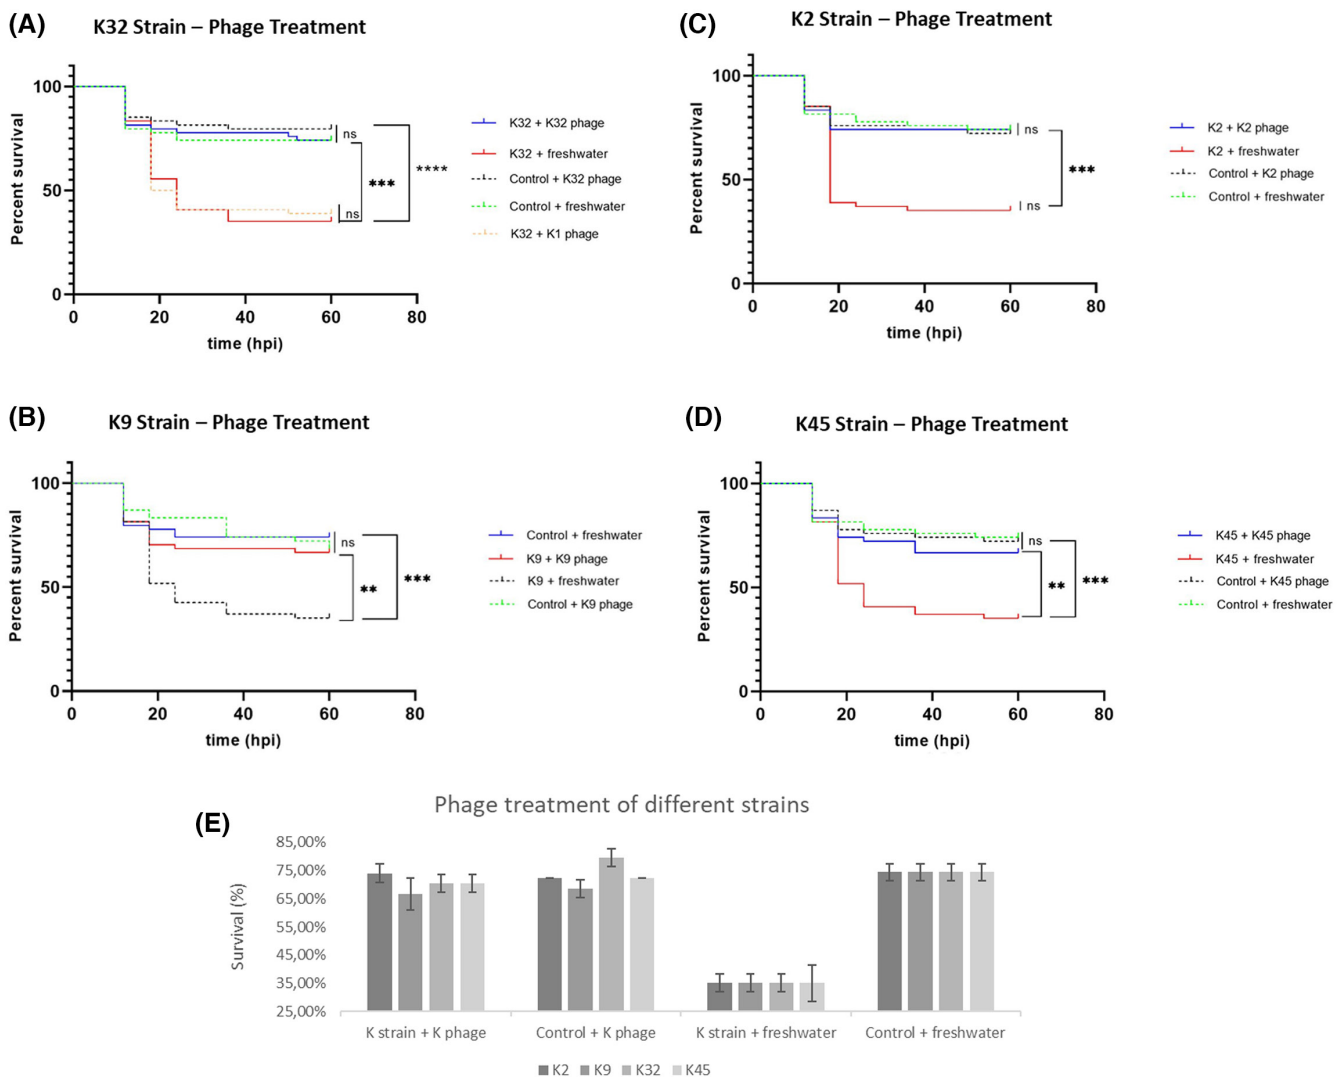 (A)
K32 Strain – Phage Treatment
Percent survival
100
50
0
0 20 40 60 80
time (hpi)
ns
ns
***
****
K32 + K32 phage
K32 + freshwater
Control + K32 phage
Control + freshwater
K32 + K1 phage
(C)
K2 Strain – Phage Treatment
Percent survival
100
50
0
0 20 40 60 80
time (hpi)
ns
ns
***
K2 + K2 phage
K2 + freshwater
Control + K2 phage
Control + freshwater
(B)
K9 Strain – Phage Treatment
Percent survival
100
50
0
0 20 40 60 80
time (hpi)
ns
**
***
Control + freshwater
K9 + K9 phage
K9 + freshwater
Control + K9 phage
(D)
K45 Strain – Phage Treatment
Percent survival
100
50
0
0 20 40 60 80
time (hpi)
ns
**
***
K45 + K45 phage
K45 + freshwater
Control + K45 phage
Control + freshwater
(E)
Phage treatment of different strains
Survival (%)
85,00%
75,00%
65,00%
55,00%
45,00%
35,00%
25,00%
K strain + K phage Control + K phage K strain + freshwater Control + freshwater
K2 K9 K32 K45